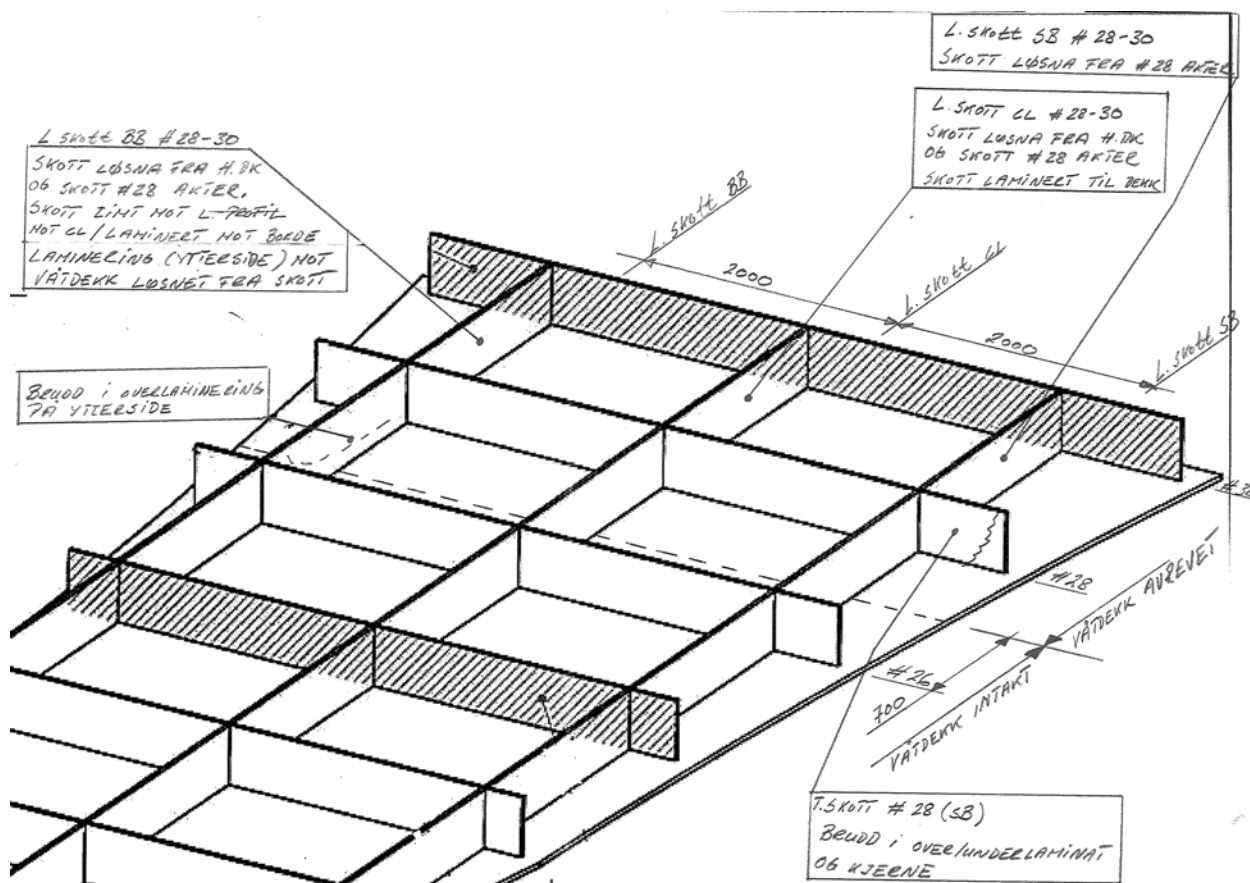 L. skott SB # 28-30
SKOTT LØSNA FRA #28 AKTER
L. SKOTT CL #28-30
SKOTT LØSNA FRA H.DK
OG SKOTT #28 AKTER
SKOTT LAMINERT TIL DEKK
L skott BB #28-30
SKOTT LØSNA FRA H.DK
OG SKOTT #28 AKTER.
SKOTT LIMT MOT L-PROFIL
MOT CL/LAMINERT MOT BORDE
LAMINERING (YTTERSIDE) MOT
VÅTDEKK LØSNET FRA SKOTT
L. skott BB
2000
L. skott CL
2000
L. skott SB
BRUDD i OVERLAMINERING
PÅ YTTERSIDE
#28
VÅTDEKK AVREVET
#26
700
VÅTDEKK INTAKT
T.SKOTT # 28 (SB)
BRUDD i OVER/UNDERLAMINAT
OG KJERNE